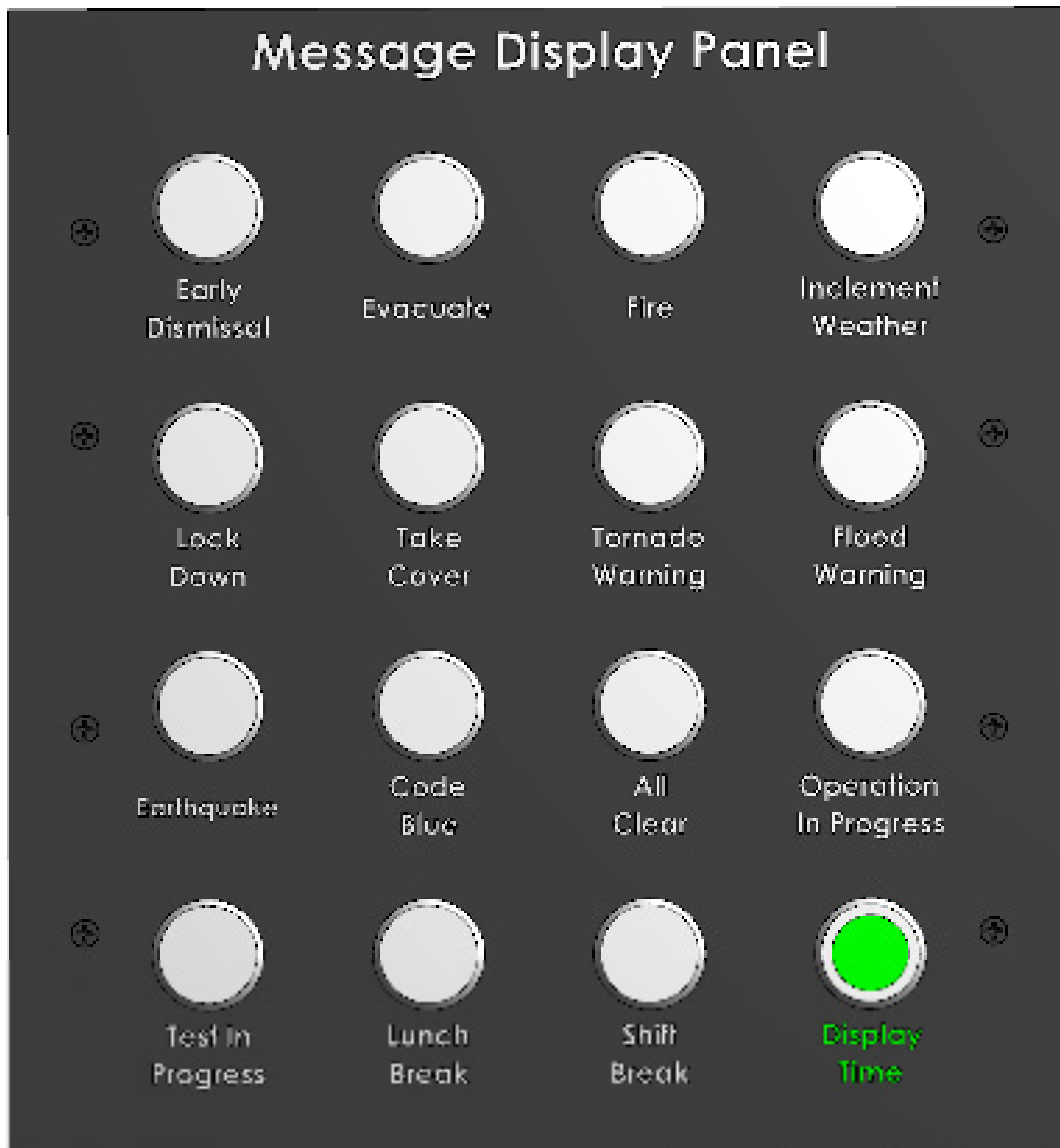 Message Display Panel
Early
Dismissal
Evacuate
Fire
Inclement
Weather
Lock
Down
Take
Cover
Tornado
Warning
Flood
Warning
Earthquake
Code
Blue
All
Clear
Operation
In Progress
Test In
Progress
Lunch
Break
Shift
Break
Display
Time